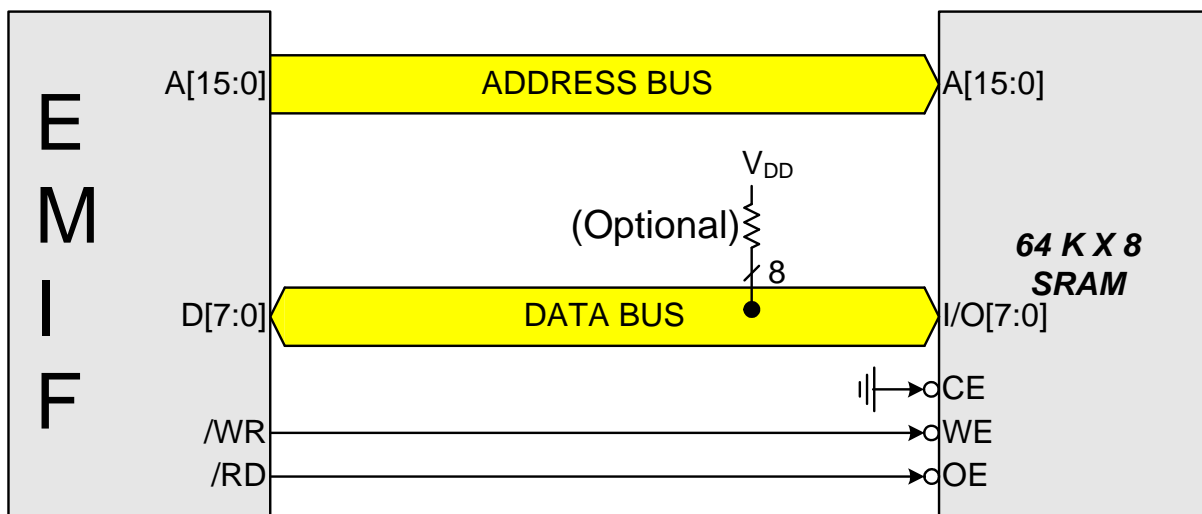 E
M
I
F
A[15:0]
ADDRESS BUS
A[15:0]
VDD
(Optional)
8
64 K X 8
SRAM
D[7:0]
DATA BUS
I/O[7:0]
CE
/WR
WE
/RD
OE